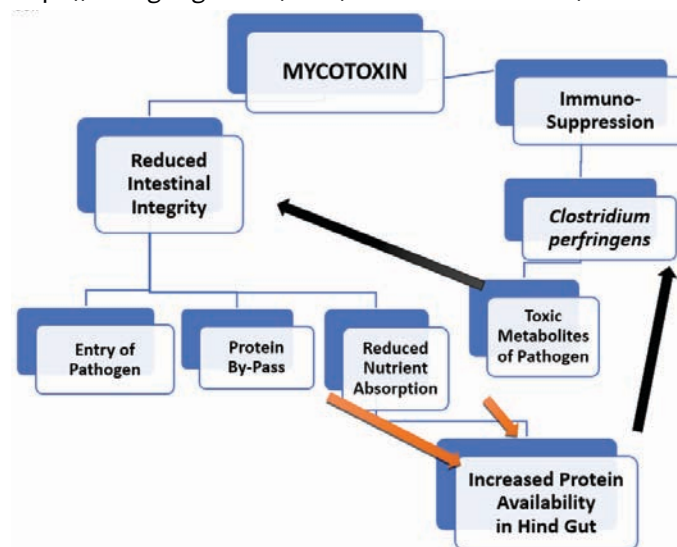 MYCOTOXIN
Immuno-
Suppression
Reduced
Intestinal
Integrity
Clostridium
perfringens
Entry of
Pathogen
Protein
By-Pass
Reduced
Nutrient
Absorption
Toxic
Metabolites
of Pathogen
Increased Protein
Availability
in Hind Gut